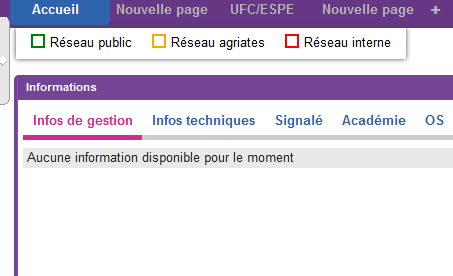 Accueil Nouvelle page UFC/ESPE Nouvelle page +
Réseau public Réseau agriates Réseau interne
Informations
Infos de gestion Infos techniques Signalé Académie OS
Aucune information disponible pour le moment